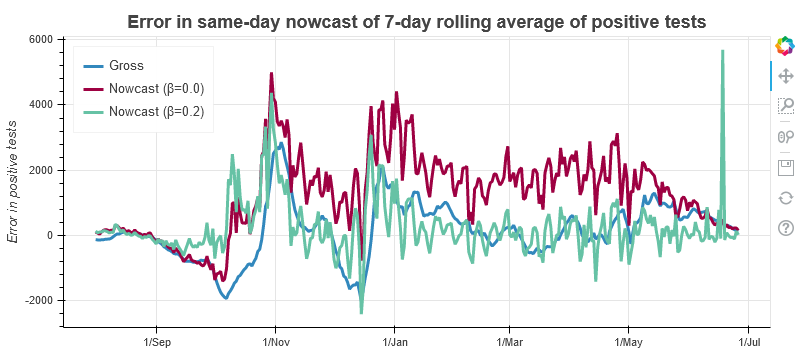 Error in same-day nowcast of 7-day rolling average of positive tests
Error in positive tests
6000
4000
2000
0
-2000
Gross
Nowcast (β=0.0)
Nowcast (β=0.2)
1/Sep
1/Nov
1/Jan
1/Mar
1/May
1/Jul